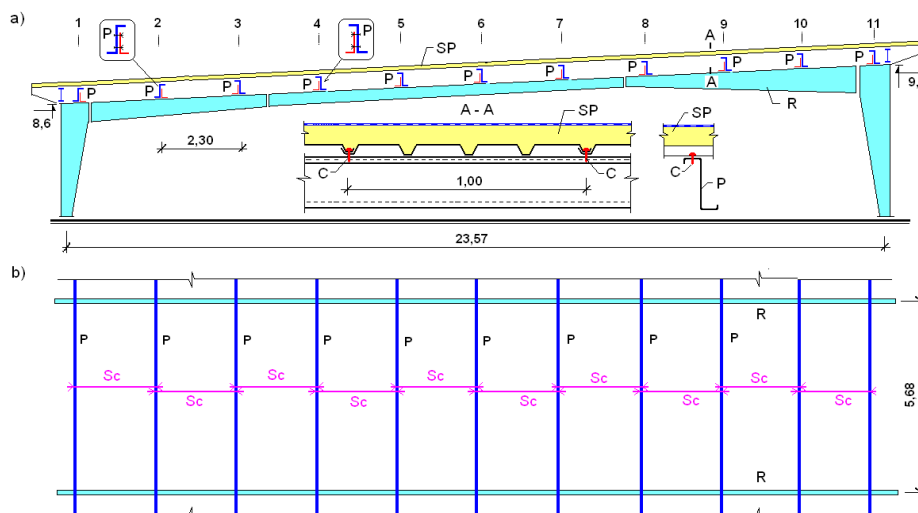 a)
1 2 3 4 5 6 7 8 9 10 11
P P
SP
A
P P P P P P P P P P P
A
R
8,6
9,
A - A
SP
SP
2,30
C
C
C
P
1,00
23,57
b)
R R
P P P P P P P P
Sc Sc Sc Sc Sc
Sc Sc Sc Sc Sc
5,68
R R